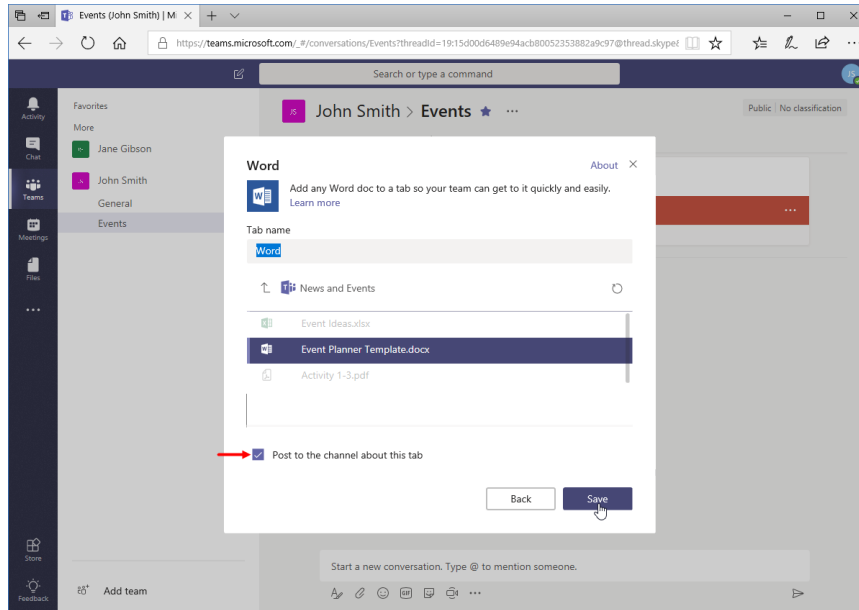 Events (John Smith) | Mi
https://teams.microsoft.com/_#/conversations/Events?threadId=19:15d00d6489e94acb80052353882a9c97@thread.skype&
Search or type a command
JS
Activity
Chat
Teams
Meetings
Files
Store
Feedback
Favorites
More
Jane Gibson
John Smith
General
Events
Add team
JS
John Smith > Events ★ ...
Public
No classification
Word
About
Add any Word doc to a tab so your team can get to it quickly and easily.
Learn more
Tab name
Word
News and Events
Event Ideas.xlsx
Event Planner Template.docx
Activity 1-3.pdf
Post to the channel about this tab
Back
Save
Start a new conversation. Type @ to mention someone.
GIF